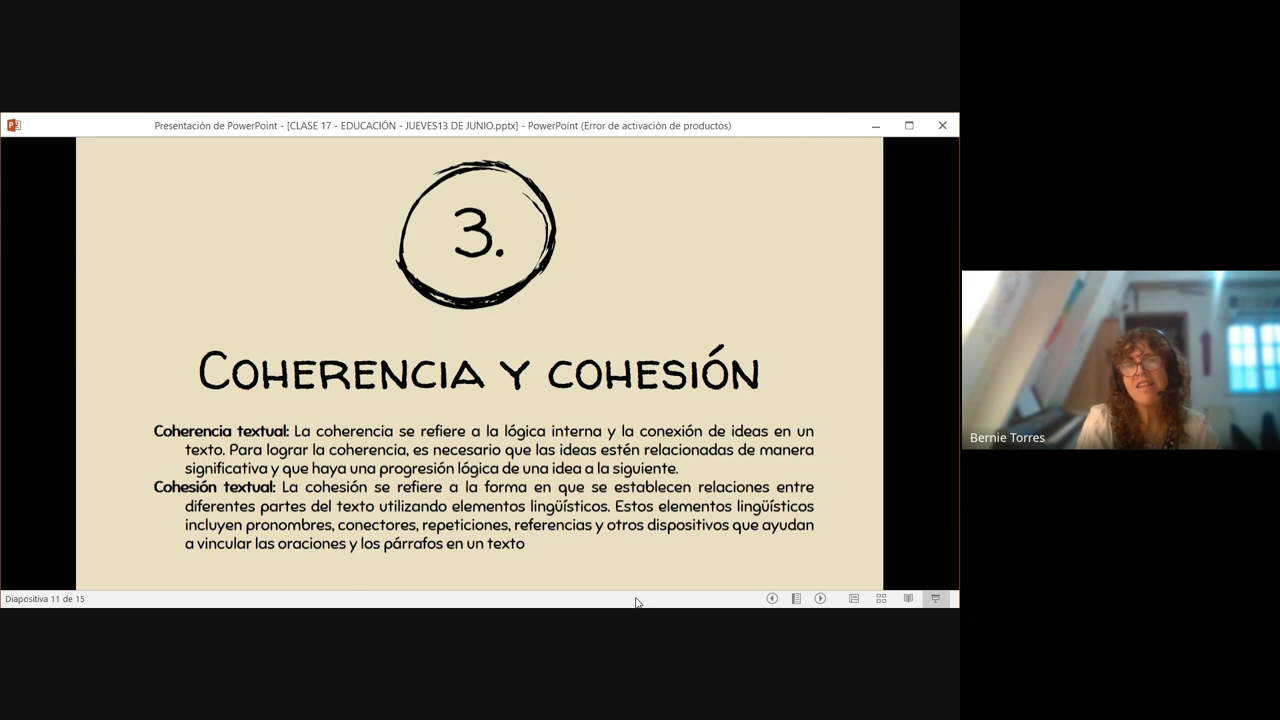 Presentación de PowerPoint - [CLASE 17 - EDUCACIÓN - JUEVES13 DE JUNIO.pptx] - PowerPoint (Error de activación de productos)
3.
COHERENCIA Y COHESIÓN
Coherencia textual: La coherencia se refiere a la lógica interna y la conexión de ideas en un
texto. Para lograr la coherencia, es necesario que las ideas estén relacionadas de manera
significativa y que haya una progresión lógica de una idea a la siguiente.
Cohesión textual: La cohesión se refiere a la forma en que se establecen relaciones entre
diferentes partes del texto utilizando elementos lingüísticos. Estos elementos lingüísticos
incluyen pronombres, conectores, repeticiones, referencias y otros dispositivos que ayudan
a vincular las oraciones y los párrafos en un texto
Diapositiva 11 de 15
Bernie Torres